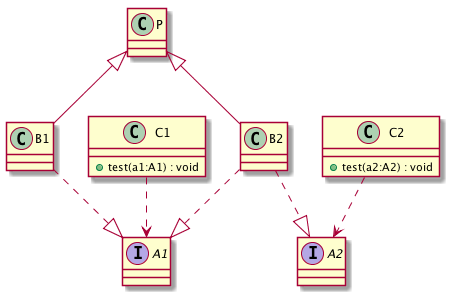 C P
C B1
C C1
+ test(a1:A1) : void
C B2
C C2
+ test(a2:A2) : void
I A1
I A2